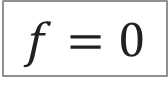 f = 0